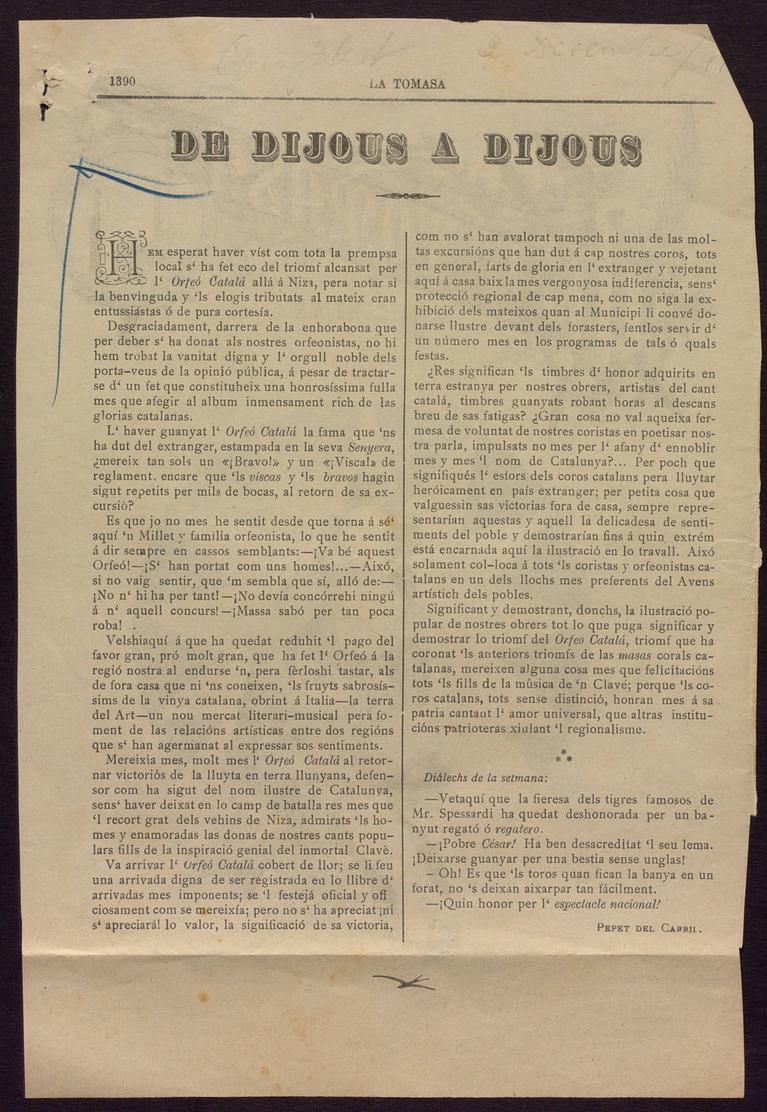 1390
LA TOMASA
DE DIJOUS A DIJOUS
HEM esperat haver vist com tota la prempsa
local s‘ ha fet eco del triomf alcansat per
l‘ Orfeó Catalá allá á Niza, pera notar si
la benvinguda y ‘ls elogis tributats al mateix eran
entussiástas ó de pura cortesía.
Desgraciadament, darrera de la enhorabona que
per deber s‘ ha donat als nostres orfeonistas, no hi
hem trobat la vanitat digna y l‘ orgull noble dels
porta-veus de la opinió pública, á pesar de tractar-
se d‘ un fet que constituheix una honrosíssima fulla
mes que afegir al album inmensament rich de las
glorias catalanas.
L‘ haver guanyat l‘ Orfeó Catalá la fama que ‘ns
ha dut del extranger, estampada en la seva Senyera,
¿mereix tan sols un «¡Bravo!» y un «¡Visca!» de
reglament. encare que ‘ls viscas y ‘ls bravos hagin
sigut repetits per mils de bocas, al retorn de sa ex-
cursió?
Es que jo no mes he sentit desde que torná á sé‘
aquí ‘n Millet y familia orfeonista, lo que he sentit
á dir sempre en cassos semblants:—¡Va bé aquest
Orfeó!—¡S‘ han portat com uns homes!...—Aixó,
si no vaig sentir, que ‘m sembla que sí, alló de:—
¡No n‘ hi ha per tant!—¡No devía concórrehi ningú
á n‘ aquell concurs!—¡Massa sabó per tan poca
roba!
Velshiaquí á que ha quedat reduhit ‘l pago del
favor gran, pró molt gran, que ha fet l‘ Orfeó á la
regió nostra al endurse ‘n, pera fèrloshi tastar, als
de fora casa que ni ‘ns coneixen, ‘ls fruyts sabrosís-
sims de la vinya catalana, obrint á Italia—la terra
del Art—un nou mercat literari-musical pera fo-
ment de las relacións artísticas entre dos regións
que s‘ han agermanat al expressar sos sentiments.
Mereixía mes, molt mes l‘ Orfeó Catalá al retor-
nar victoriós de la lluyta en terra llunyana, defen-
sor com ha sigut del nom ilustre de Catalunya,
sens‘ haver deixat en lo camp de batalla res mes que
‘l recort grat dels vehins de Niza, admirats ‘ls ho-
mes y enamoradas las donas de nostres cants popu-
lars fills de la inspiració genial del inmortal Clavè.
Va arrivar l‘ Orfeó Catalá cobert de llor; se li feu
una arrivada digna de ser registrada en lo llibre d‘
arrivadas mes imponents; se ‘l festejá oficial y ofi
ciosament com se mereixía; pero no s‘ ha apreciat ¡ni
s‘ apreciará! lo valor, la significació de sa victoria,
com no s‘ han avalorat tampoch ni una de las mol-
tas excursións que han dut á cap nostres coros, tots
en general, farts de gloria en l‘ extranger y vejetant
aquí á casa baix la mes vergonyosa indiferencia, sens‘
protecció regional de cap mena, com no siga la ex-
hibició dels mateixos quan al Municipi li convé do-
narse llustre devant dels forasters, fentlos servir d‘
un número mes en los programas de tals ó quals
festas.
¿Res significan ‘ls timbres d‘ honor adquirits en
terra estranya per nostres obrers, artistas del cant
catalá, timbres guanyats robant horas al descans
breu de sas fatigas? ¿Gran cosa no val aqueixa fer-
mesa de voluntat de nostres coristas en poetisar nos-
tra parla, impulsats no mes per l‘ afany d‘ ennoblir
mes y mes ‘l nom de Catalunya?... Per poch que
signifiqués l‘ esfors dels coros catalans pera lluytar
heróicament en país extranger; per petita cosa que
valguessin sas victorias fora de casa, sempre repre-
sentarían aquestas y aquell la delicadesa de senti-
ments del poble y demostrarían fins á quin extrém
está encarnada aquí la ilustració en lo travall. Aixó
solament col-loca á tots ‘ls coristas y orfeonistas ca-
talans en un dels llochs mes preferents del Avens
artístich dels pobles.
Significant y demostrant, donchs, la ilustració po-
pular de nostres obrers tot lo que puga significar y
demostrar lo triomf del Orfeo Catalá, triomf que ha
coronat ‘ls anteriors triomfs de las masas corals ca-
talanas, mereixen alguna cosa mes que felicitacións
tots ‘ls fills de la música de ‘n Clavé; perque ‘ls co-
ros catalans, tots sense distinció, honran mes á sa
patria cantant l‘ amor universal, que altras institu-
cións patrioteras xiulant ‘l regionalisme.
* * *
Diálechs de la setmana:
—Vetaquí que la fieresa dels tigres famosos de
Mr. Spessardi ha quedat deshonorada per un ba-
nyut regató ó regatero.
—¡Pobre César! Ha ben desacreditat ‘l seu lema.
¡Deixarse guanyar per una bestia sense unglas!
– Oh! Es que ‘ls toros quan fican la banya en un
forat, no ‘s deixan aixarpar tan fácilment.
—¡Quin honor per l‘ espectacle nacional!
PEPET DEL CARRIL.